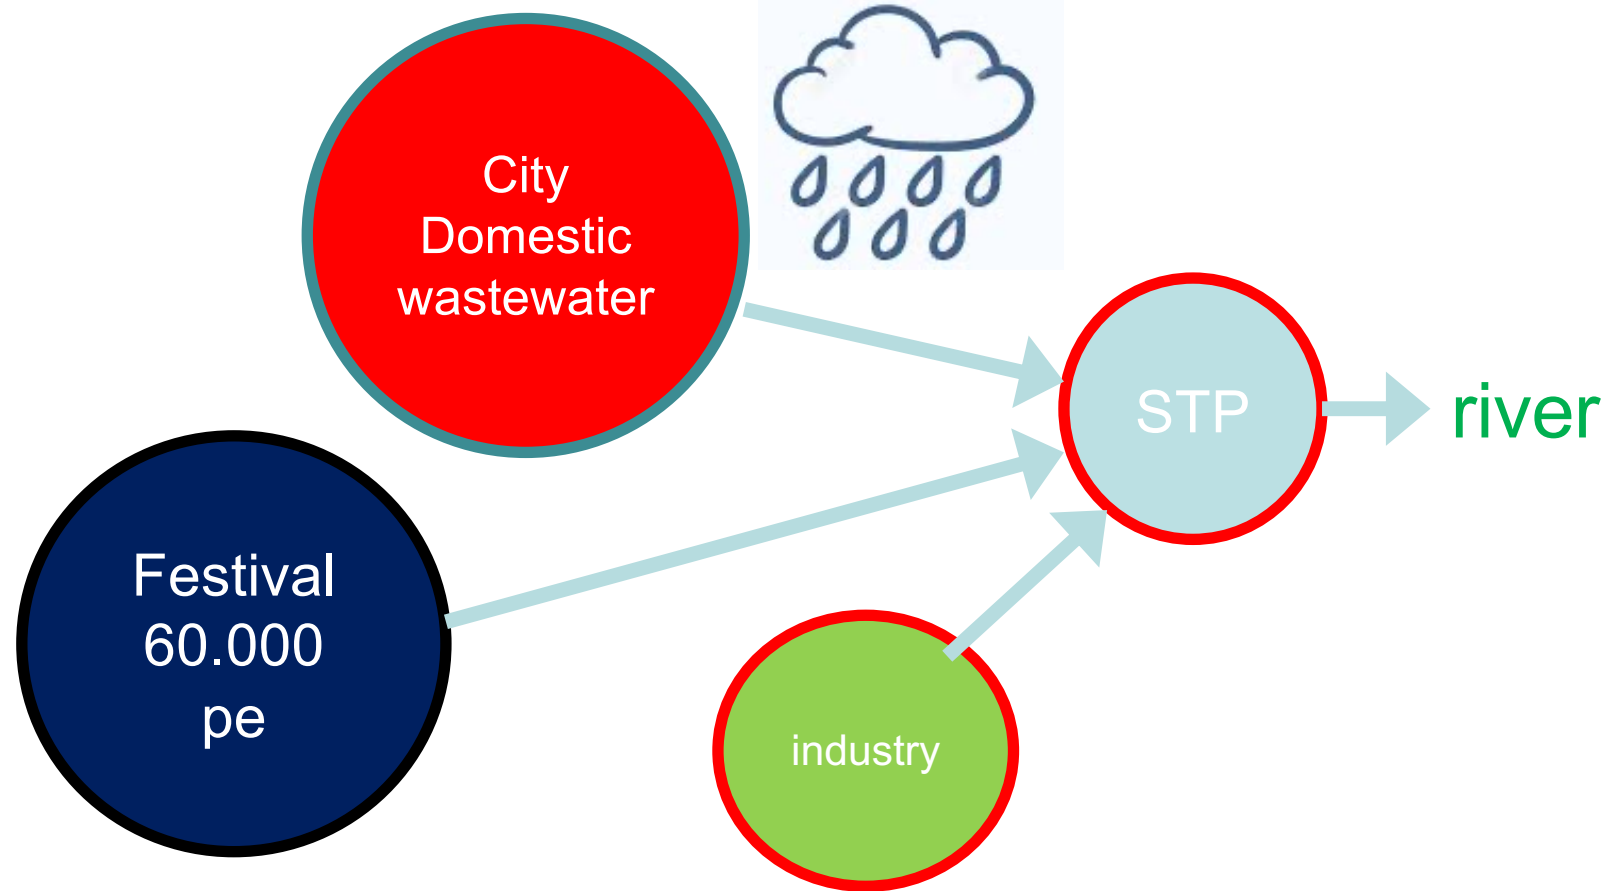 City
Domestic
wastewater
STP
river
Festival
60.000
pe
industry